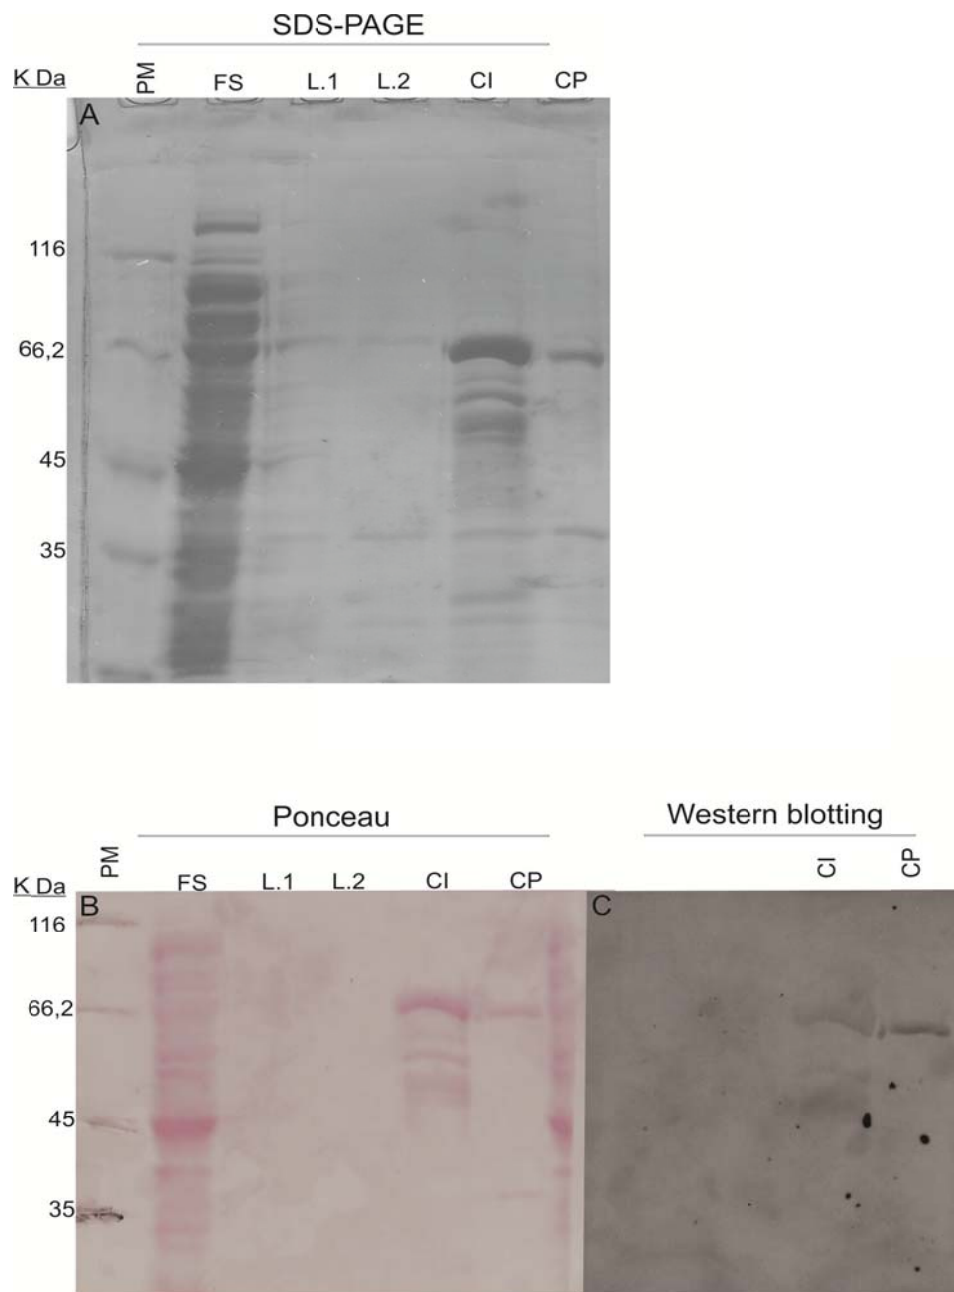 SDS-PAGE
K Da PM FS L.1 L.2 CI CP
A
116
66,2
45
35
Ponceau
K Da PM FS L.1 L.2 CI CP
B
116
66,2
45
35
Western blotting
CI CP
C